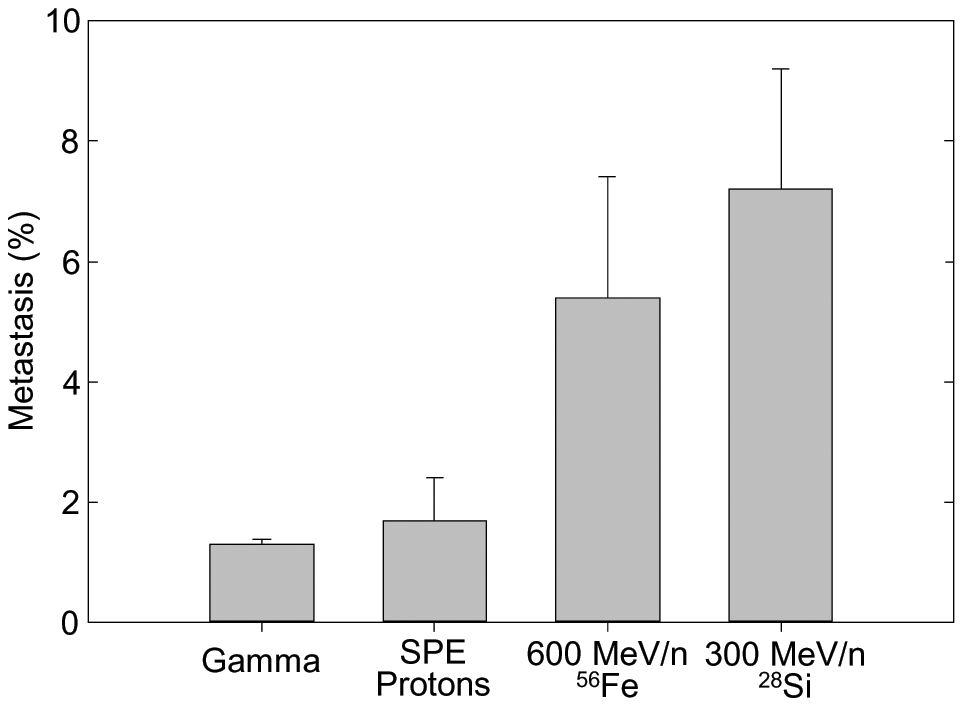 10
8
6
4
2
0
Metastasis (%)
Gamma
SPE
Protons
600 MeV/n
⁵⁶Fe
300 MeV/n
²⁸Si